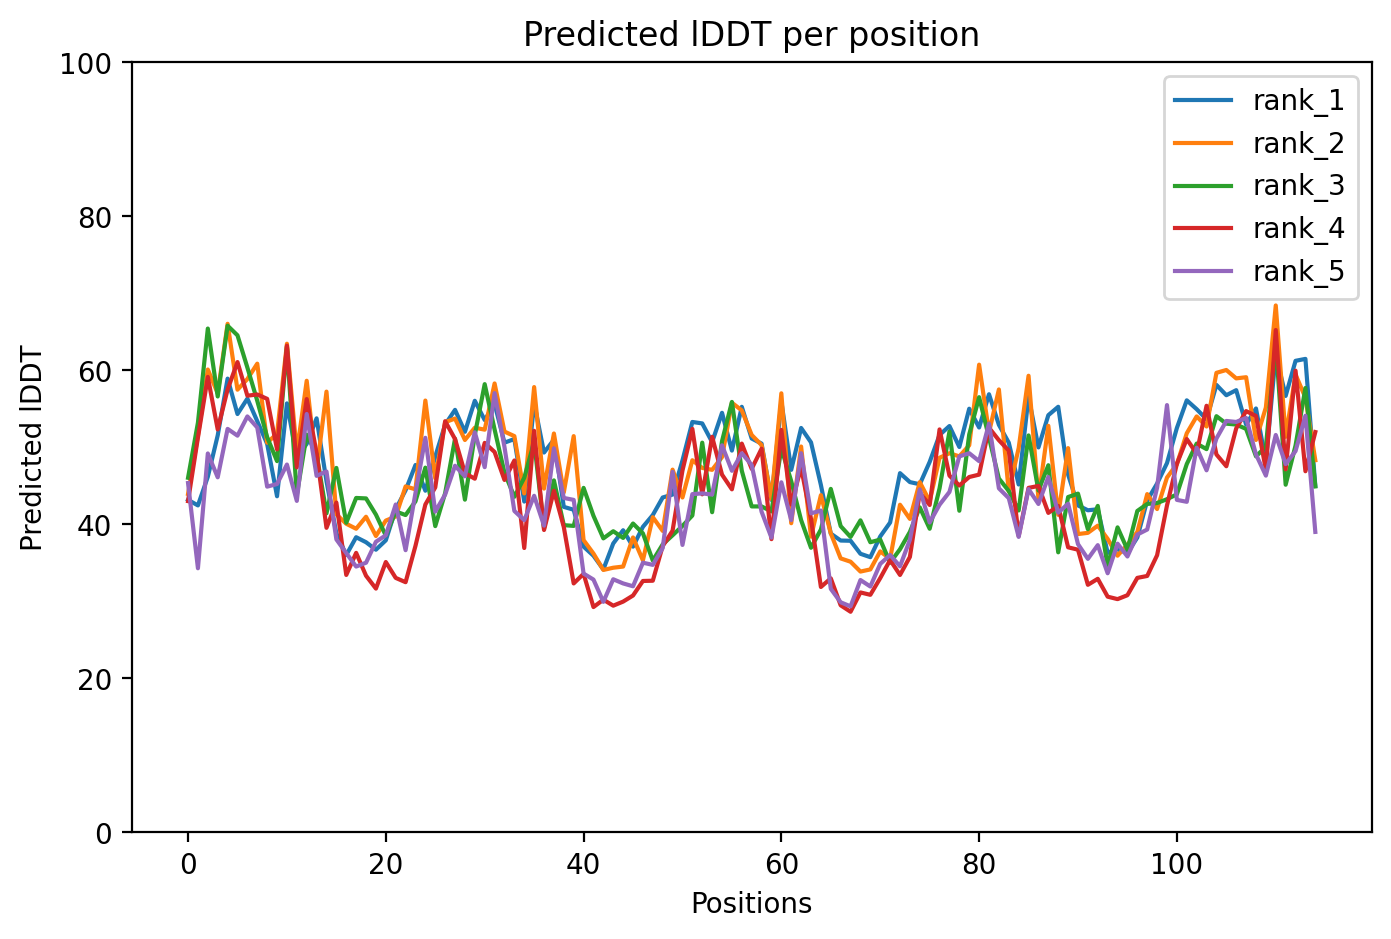 Predicted lDDT per position
100
80
60
40
20
0
Predicted lDDT
0 20 40 60 80 100
Positions
rank_1
rank_2
rank_3
rank_4
rank_5